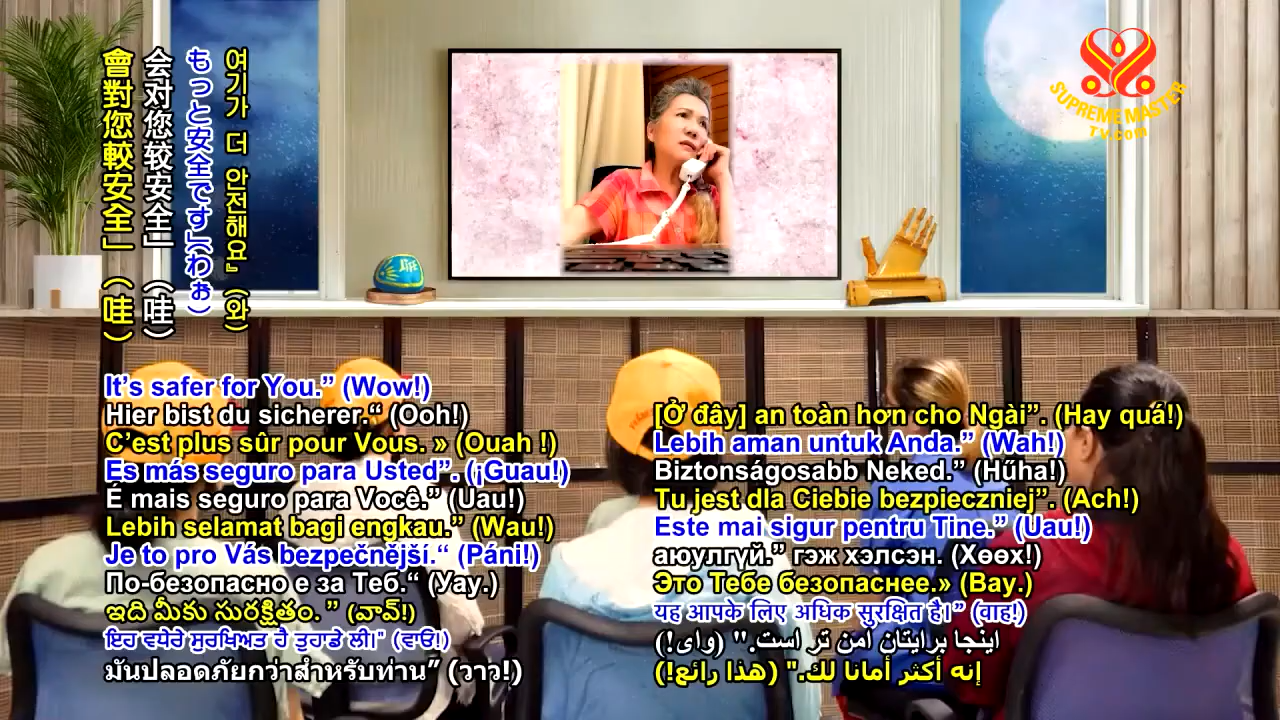 會對您較安全」（哇）
会对您较安全」（哇）
もっと安全です」（わぉ）
여기가 더 안전해요』 (와)
SUPREME MASTER
TV.com
It’s safer for You.” (Wow!)
Hier bist du sicherer.“ (Ooh!)
C’est plus sûr pour Vous. » (Ouah !)
Es más seguro para Usted”. (¡Guau!)
É mais seguro para Você.” (Uau!)
Lebih selamat bagi engkau.” (Wau!)
Je to pro Vás bezpečnější.“ (Páni!)
По-безопасно е за Теб.“ (Уау.)
ఇది మీకు సురక్షితం. ” (వావ్!)
ਇਹ ਵਧੇਰੇ ਸੁਰਖਿਅਤ ਹੈ ਤੁਹਾਡੇ ਲੀ।" (ਵਾਓ!)
มันปลอดภัยกว่าสำหรับท่าน” (วาว!)
[Ở đây] an toàn hơn cho Ngài”. (Hay quá!)
Lebih aman untuk Anda.” (Wah!)
Biztonságosabb Neked.” (Hűha!)
Tu jest dla Ciebie bezpieczniej”. (Ach!)
Este mai sigur pentru Tine.” (Uau!)
аюулгүй.” гэж хэлсэн. (Хөөх!)
Это Тебе безопаснее.» (Вау.)
यह आपके लिए अधिक सुरक्षित है।” (वाह!)
اینجا برایتان امن تر است." (وای!)
إنه أكثر أمانا لك." (هذا رائع!)